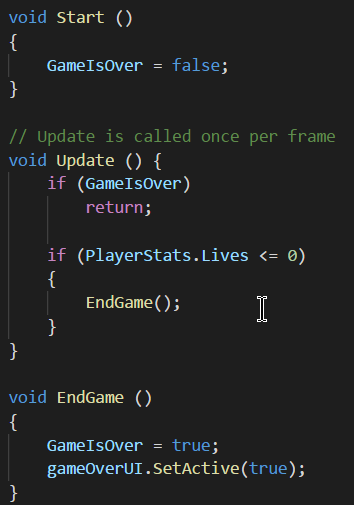 void Start ()
{
    GameIsOver = false;
}

// Update is called once per frame
void Update () {
    if (GameIsOver)
        return;

    if (PlayerStats.Lives <= 0)
    {
        EndGame();
    }
}

void EndGame ()
{
    GameIsOver = true;
    gameOverUI.SetActive(true);
}